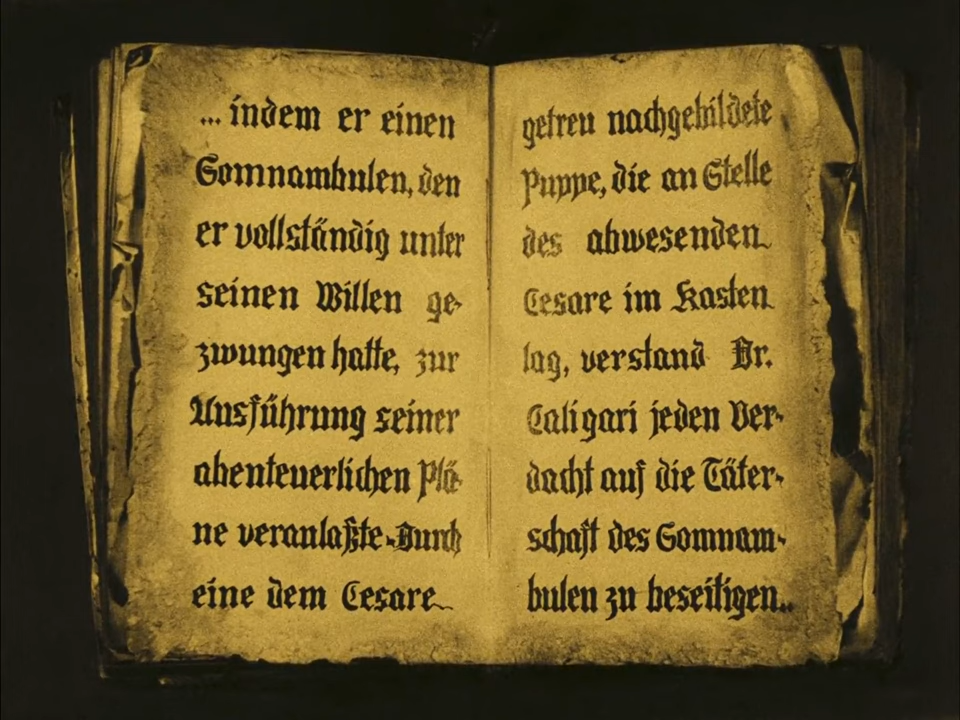 ... indem er einen
Somnambulen, den
er vollständig unter
seinen Willen ge-
zwungen hatte, zur
Ausführung seiner
abenteuerlichen Plä-
ne veranlaßte. Durch
eine dem Cesare
getreu nachgebildete
Puppe, die an Stelle
des abwesenden
Cesare im Kasten
lag, verstand Dr.
Caligari jeden Ver-
dacht auf die Täter-
schaft des Somnam-
bulen zu beseitigen..